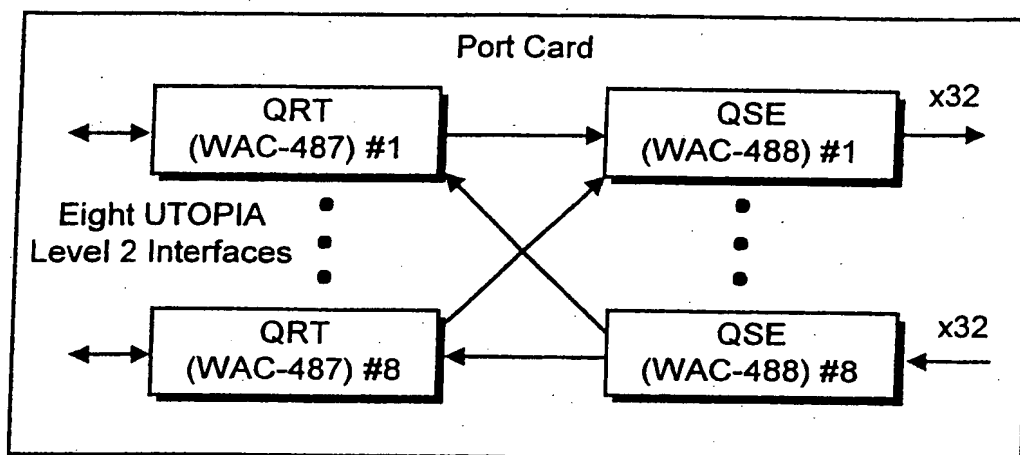 Port Card
QRT
(WAC-487) #1
QSE
(WAC-488) #1
x32
Eight UTOPIA
Level 2 Interfaces
QRT
(WAC-487) #8
QSE
(WAC-488) #8
x32